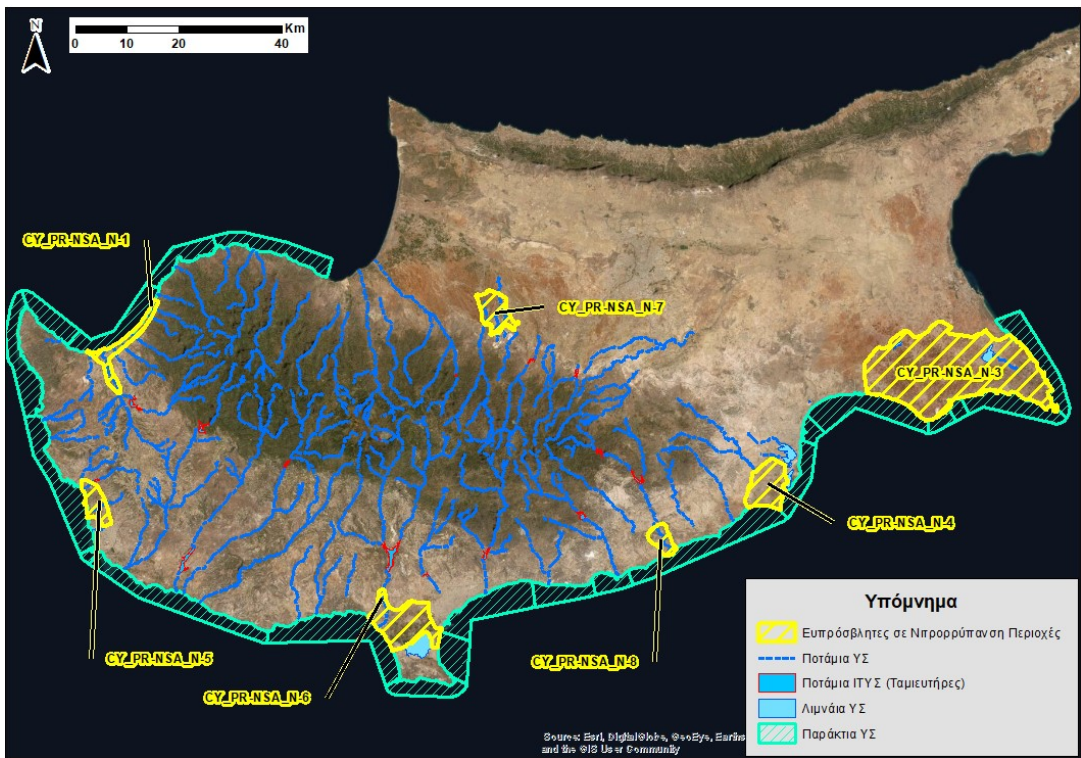 N
Km
0 10 20 40
CY_PR-NSA_N-1
CY_PR-NSA_N-7
CY_PR-NSA_N-3
CY_PR-NSA_N-4
CY_PR-NSA_N-5
CY_PR-NSA_N-8
CY_PR-NSA_N-6
Υπόμνημα
Ευπρόσβλητες σε Νιτρορρύπανση Περιοχές
Ποτάμια ΥΣ
Ποτάμια ΙΤΥΣ (Ταμιευτήρες)
Λιμνάια ΥΣ
Παράκτια ΥΣ
Source: Esri, DigitalGlobe, GeoEye, Earths
and the GIS User Community